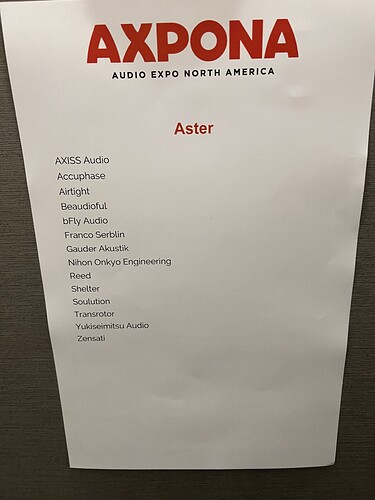 AXPONA
AUDIO EXPO NORTH AMERICA
Aster
AXISS Audio
Accuphase
Airtight
Beaudioful
bFly Audio
Franco Serblin
Gauder Akustik
Nihon Onkyo Engineering
Reed
Shelter
Soulution
Transrotor
Yukiseimitsu Audio
Zensati